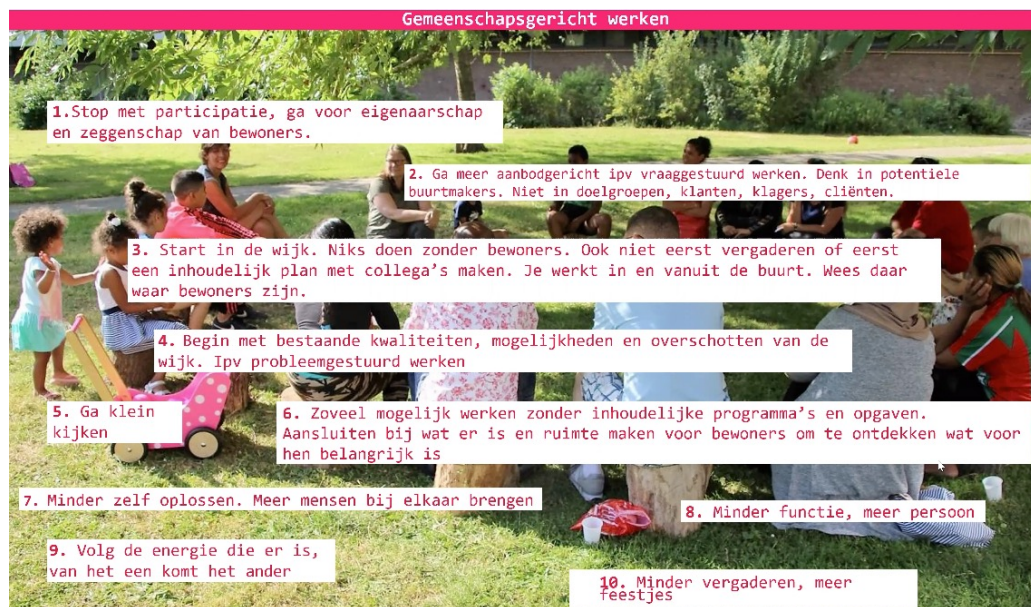 Gemeenschapsgericht werken
1.Stop met participatie, ga voor eigenaarschap
en zeggenschap van bewoners.
2. Ga meer aanbodgericht ipv vraaggestuurd werken. Denk in potentiele
buurtmakers. Niet in doelgroepen, klanten, klagers, cliënten.
3. Start in de wijk. Niks doen zonder bewoners. Ook niet eerst vergaderen of eerst
een inhoudelijk plan met collega's maken. Je werkt in en vanuit de buurt. Wees daar
waar bewoners zijn.
4. Begin met bestaande kwaliteiten, mogelijkheden en overschotten van de
wijk. Ipv probleemgestuurd werken
5. Ga klein
kijken
6. Zoveel mogelijk werken zonder inhoudelijke programma's en opgaven.
Aansluiten bij wat er is en ruimte maken voor bewoners om te ontdekken wat voor
hen belangrijk is
7. Minder zelf oplossen. Meer mensen bij elkaar brengen
8. Minder functie, meer persoon
9. Volg de energie die er is,
van het een komt het ander
10. Minder vergaderen, meer
feestjes